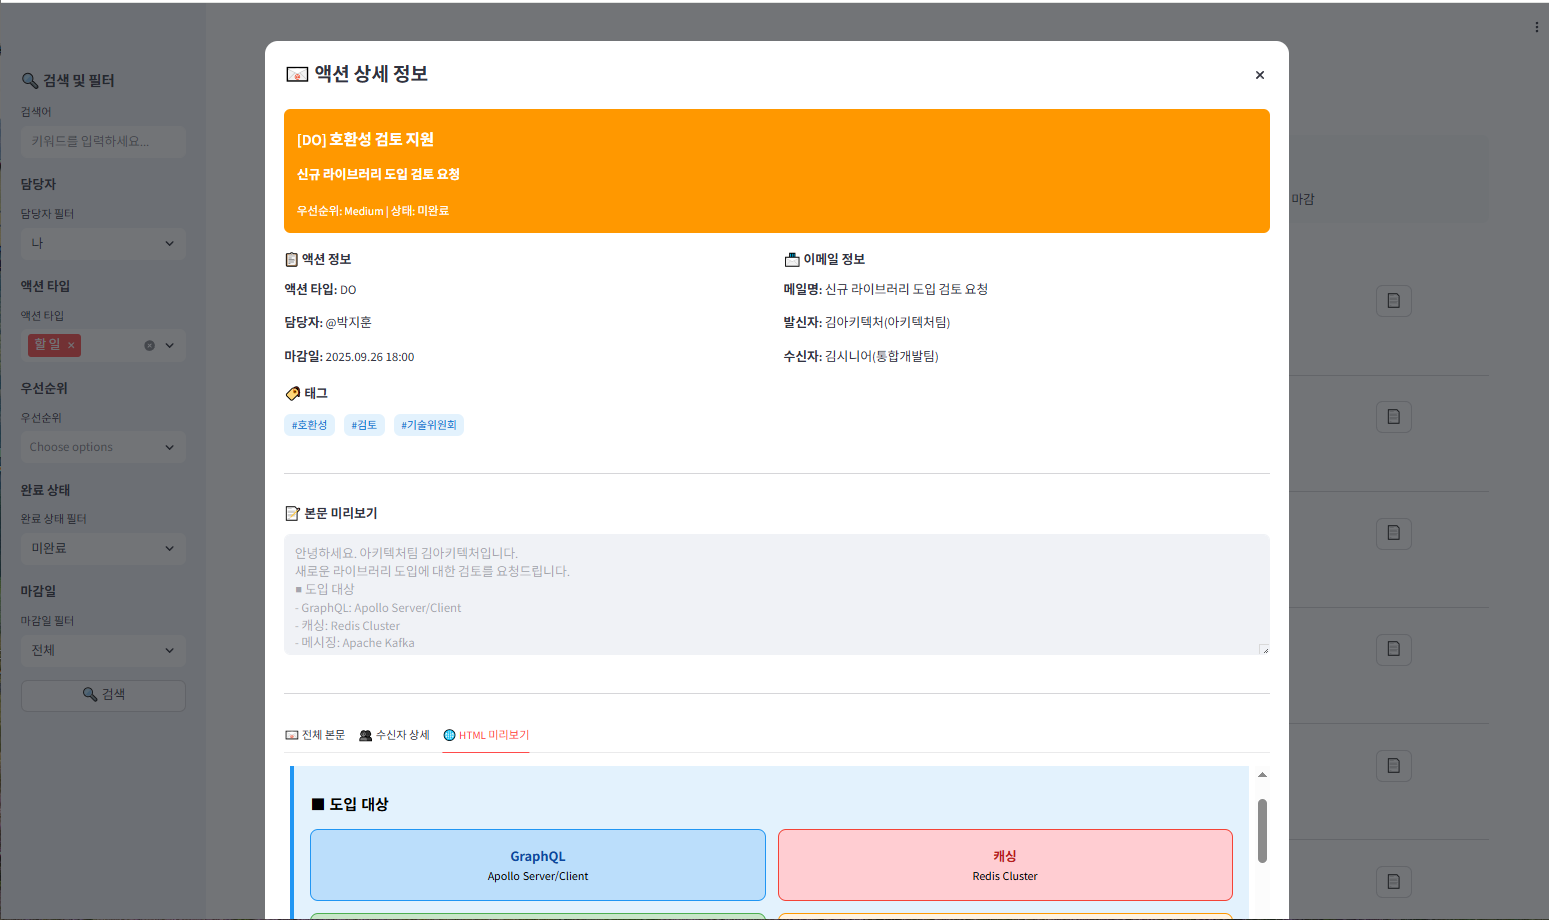 검색 및 필터
검색어
키워드를 입력하세요...
담당자
담당자 필터
나
액션 타입
액션 타입
할 일 ×
우선순위
우선순위
Choose options
완료 상태
완료 상태 필터
미완료
마감일
마감일 필터
전체
검색
마감
액션 상세 정보
[DO] 호환성 검토 지원
신규 라이브러리 도입 검토 요청
우선순위: Medium | 상태: 미완료
액션 정보
액션 타입: DO
담당자: @박지훈
마감일: 2025.09.26 18:00
태그
#호환성 #검토 #기술위원회
이메일 정보
메일명: 신규 라이브러리 도입 검토 요청
발신자: 김아키텍처(아키텍처팀)
수신자: 김시니어(통합개발팀)
본문 미리보기
안녕하세요. 아키텍처팀 김아키텍처입니다.
새로운 라이브러리 도입에 대한 검토를 요청드립니다.
■ 도입 대상
- GraphQL: Apollo Server/Client
- 캐싱: Redis Cluster
- 메시징: Apache Kafka
전체 본문 수신자 상세 HTML 미리보기
■ 도입 대상
GraphQL
Apollo Server/Client
캐싱
Redis Cluster